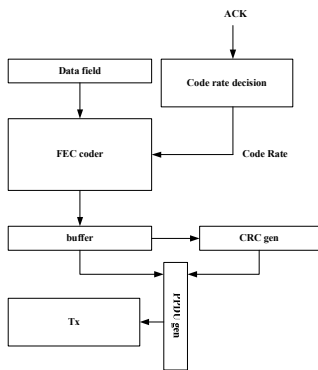 ACK
Data field
Code rate decision
FEC coder
Code Rate
buffer
CRC gen
PPDU gen
Tx